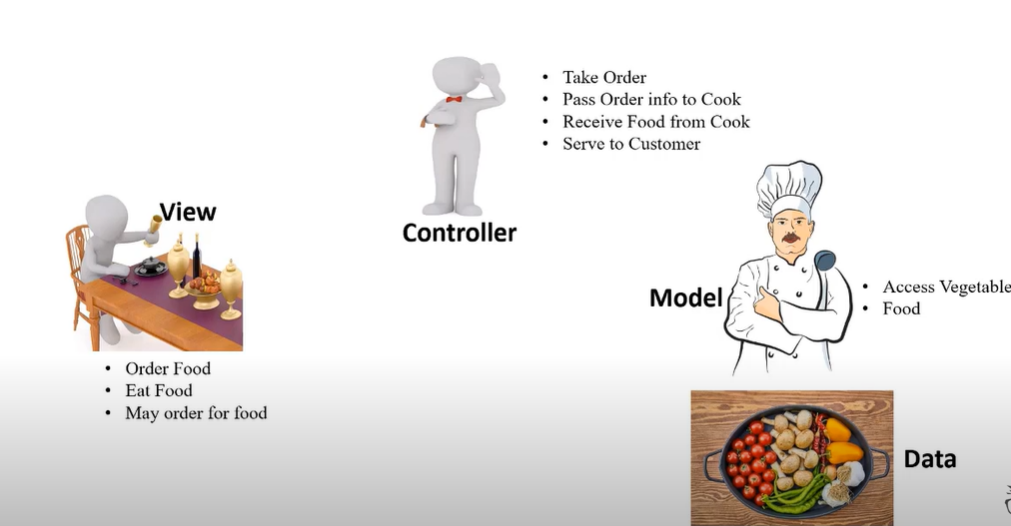 • Take Order
• Pass Order info to Cook
• Receive Food from Cook
• Serve to Customer
View
Controller
Model
• Access Vegetable
• Food
• Order Food
• Eat Food
• May order for food
Data